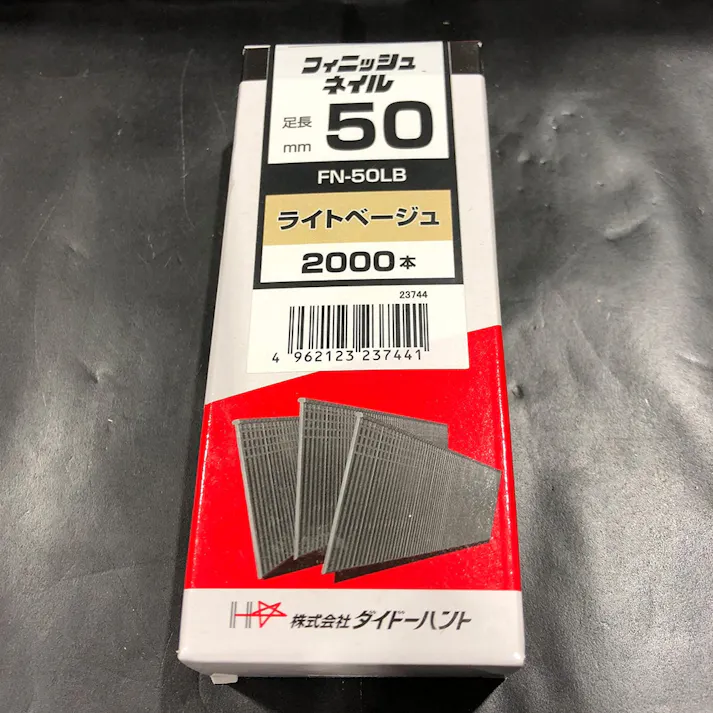 フィニッシュ
ネイル
足長
mm
50
FN-50LB
ライトベージュ
2000本
23744
4 962123 237441
株式会社 ダイドーハント